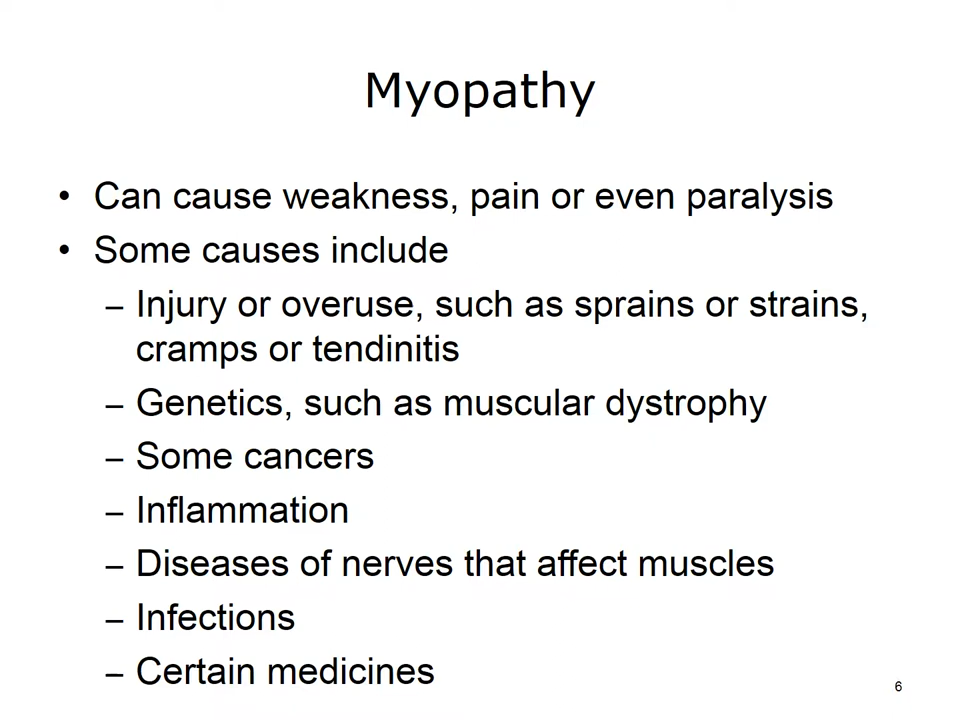 Myopathy
• Can cause weakness, pain or even paralysis
• Some causes include
– Injury or overuse, such as sprains or strains,
cramps or tendinitis
– Genetics, such as muscular dystrophy
– Some cancers
– Inflammation
– Diseases of nerves that affect muscles
– Infections
– Certain medicines
6